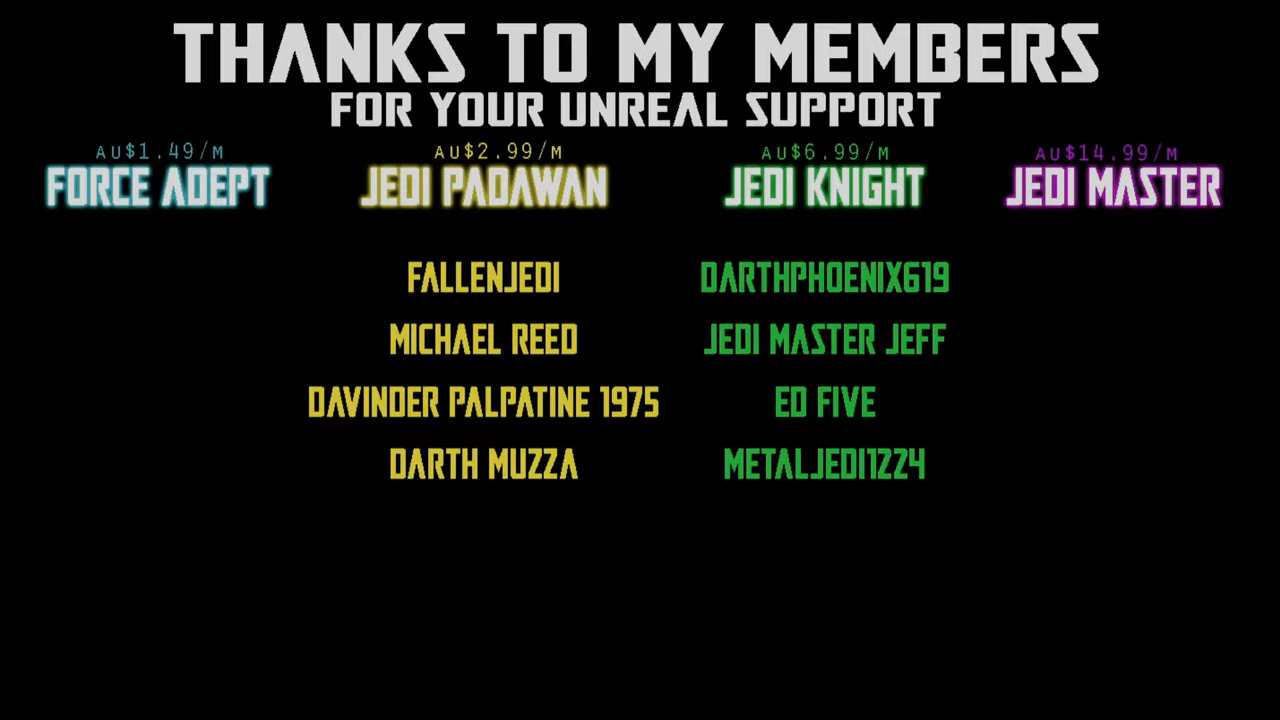 THANKS TO MY MEMBERS
FOR YOUR UNREAL SUPPORT
AU$1.49/M AU$2.99/M AU$6.99/M AU$14.99/M
FORCE ADEPT JEDI PADAWAN JEDI KNIGHT JEDI MASTER
FALLENJEDI DARTHPHOENIX619
MICHAEL REED JEDI MASTER JEFF
DAVINDER PALPATINE 1975 ED FIVE
DARTH MUZZA METALJEDI1224